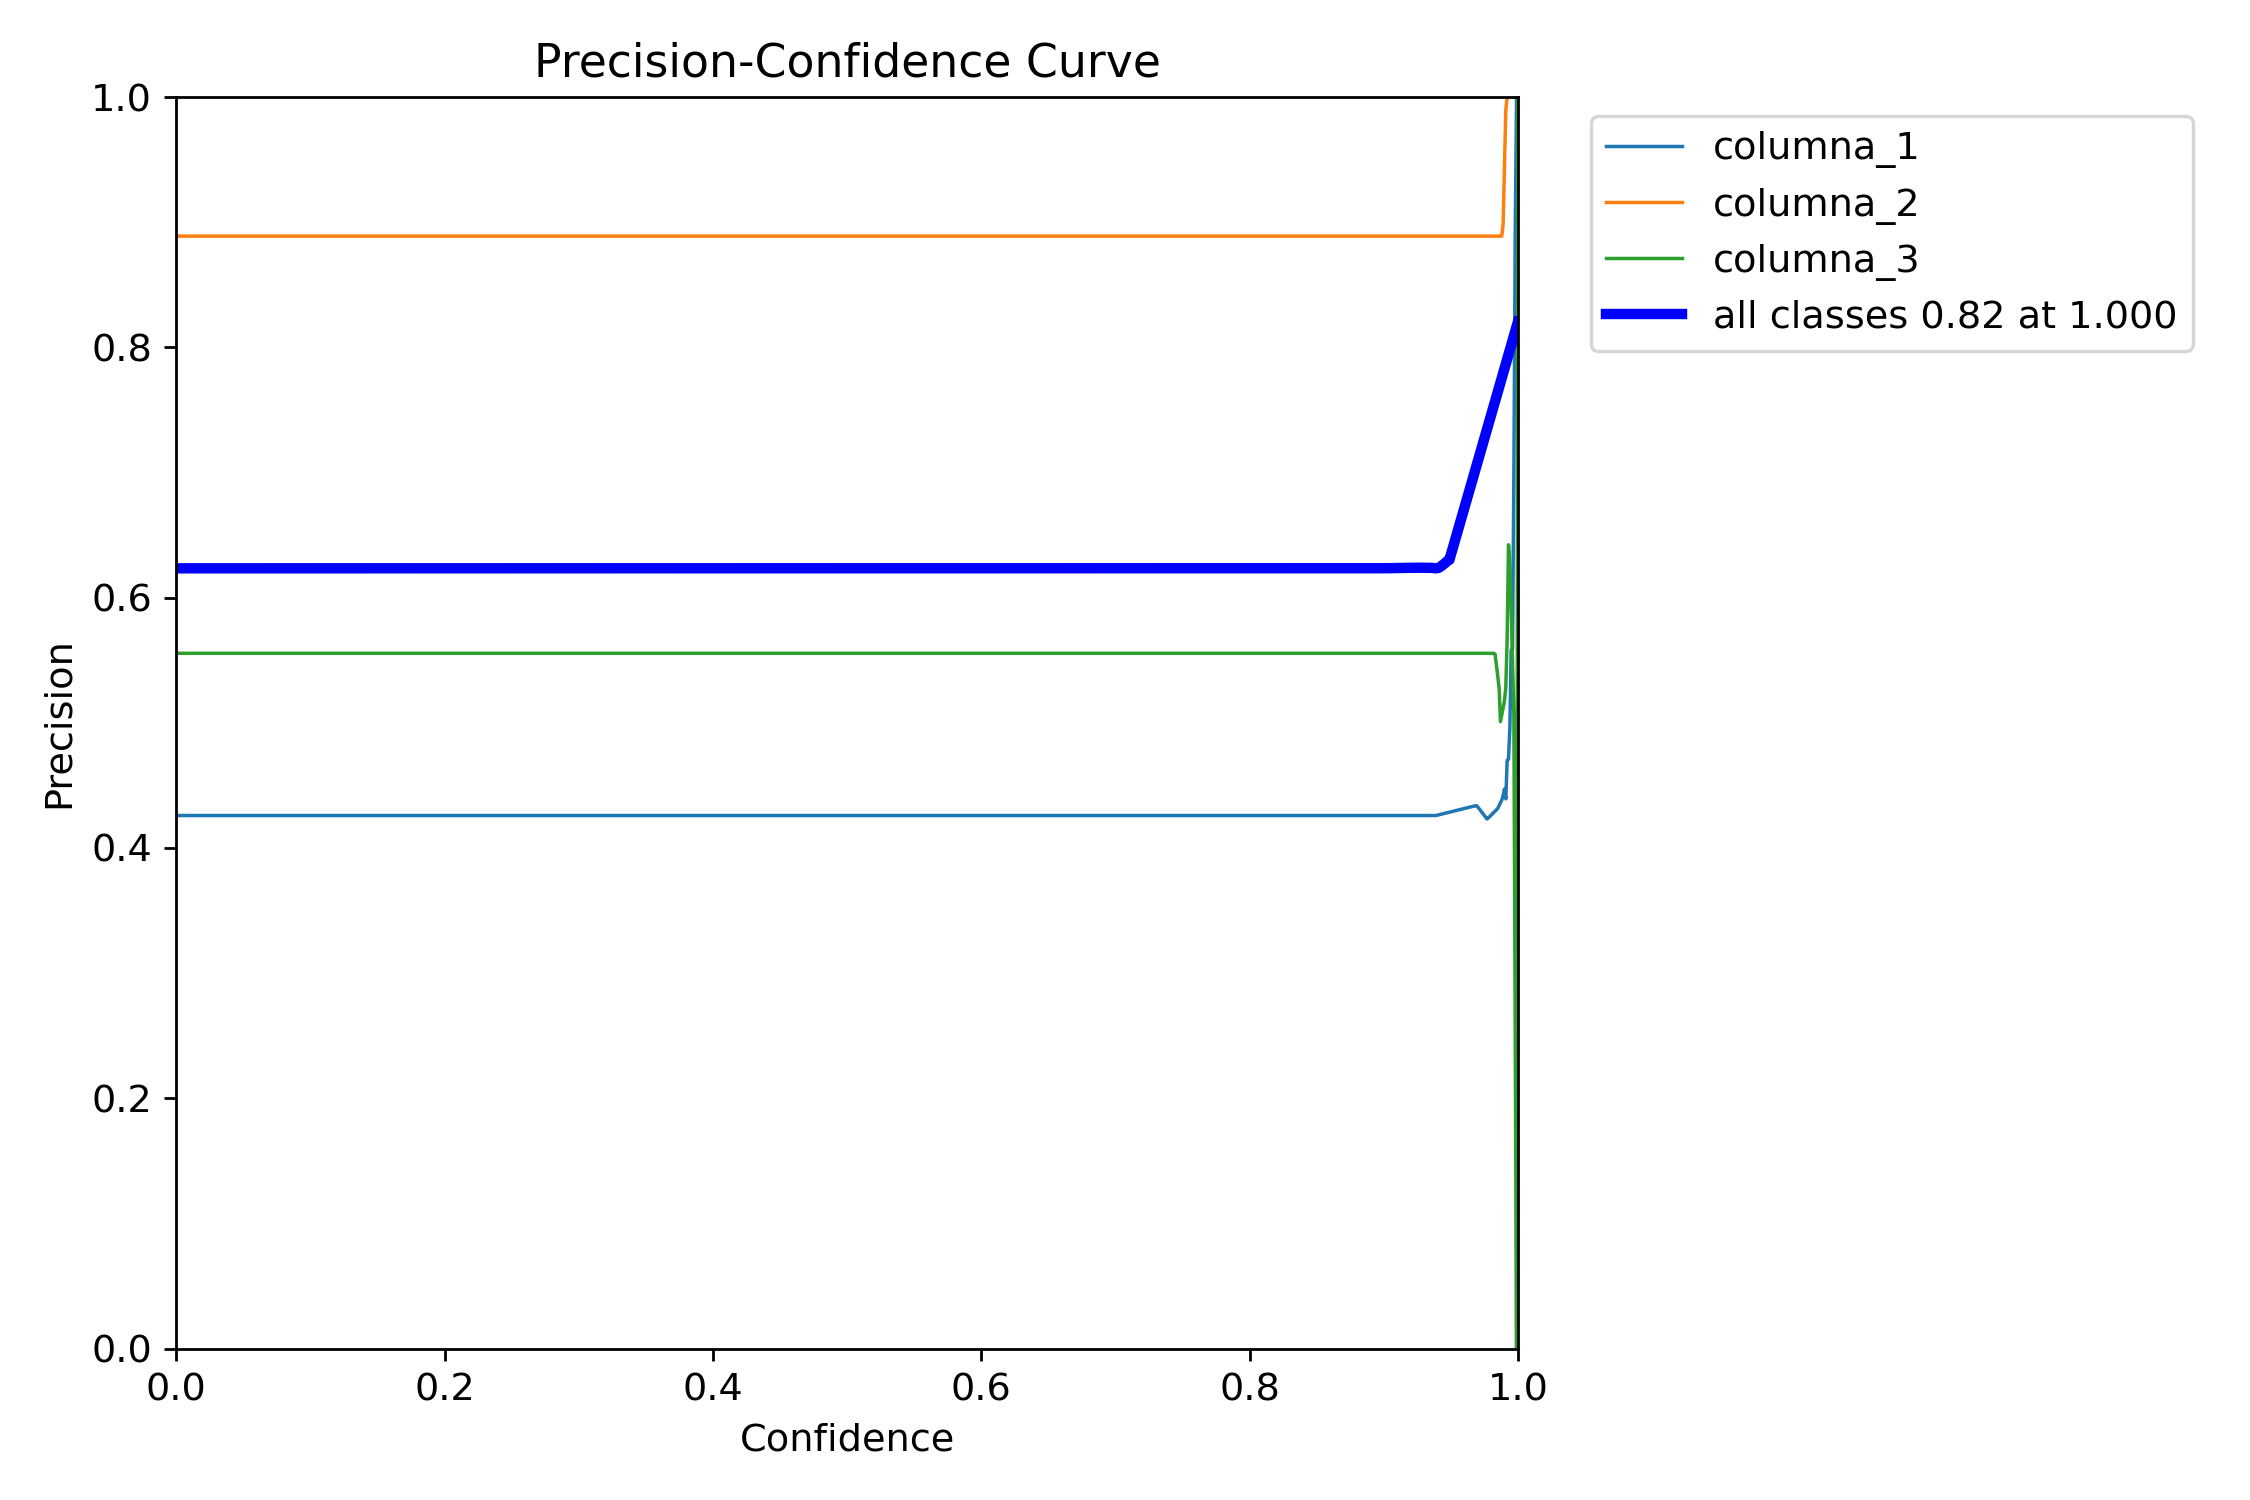 Precision-Confidence Curve
1.0
0.8
0.6
0.4
0.2
0.0
Precision
0.0 0.2 0.4 0.6 0.8 1.0
Confidence
columna_1
columna_2
columna_3
all classes 0.82 at 1.000